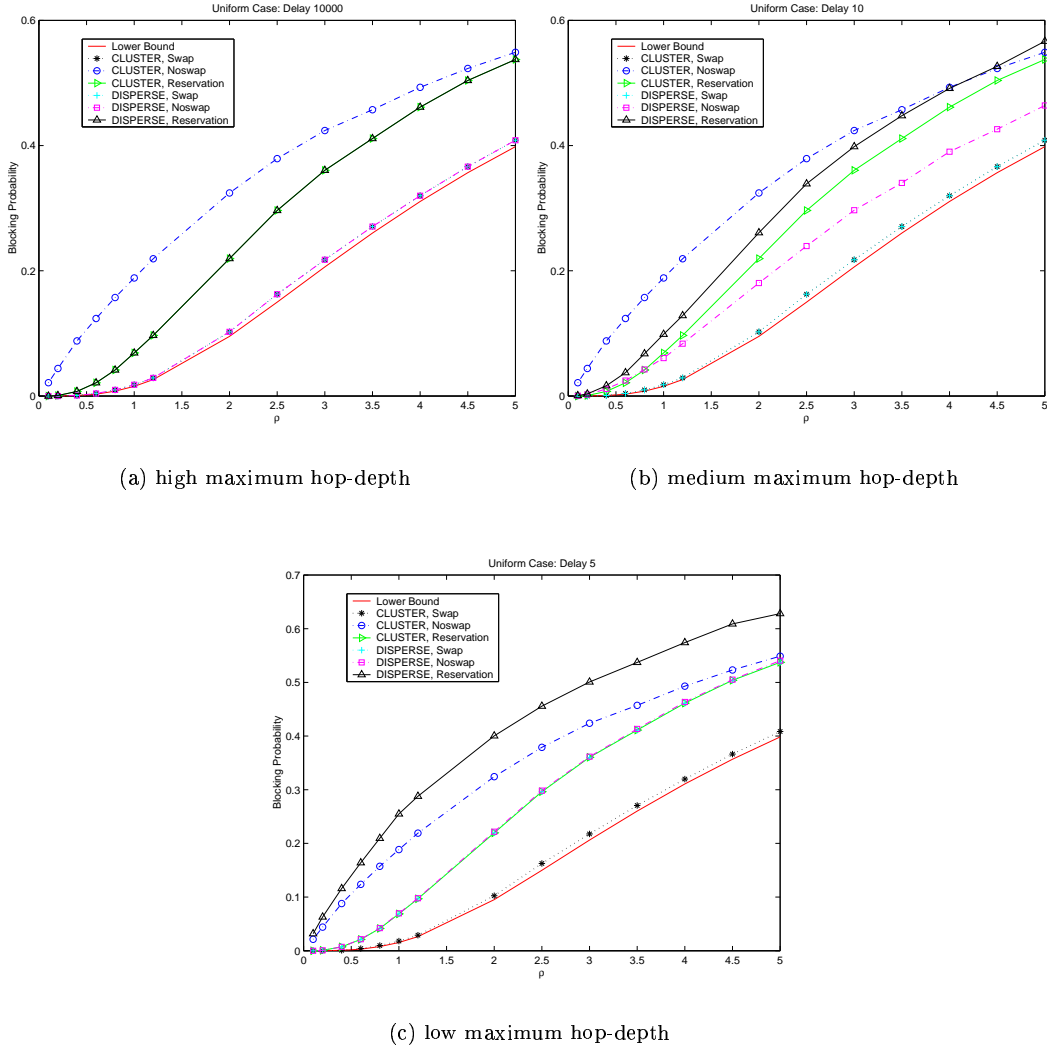 Uniform Case: Delay 10000
0.6
0.4
0.2
0
Blocking Probability
Lower Bound
CLUSTER, Swap
CLUSTER, Noswap
CLUSTER, Reservation
DISPERSE, Swap
DISPERSE, Noswap
DISPERSE, Reservation
0 0.5 1 1.5 2 2.5 3 3.5 4 4.5 5
ρ
(a) high maximum hop-depth
Uniform Case: Delay 10
0.6
0.4
0.2
0
Blocking Probability
Lower Bound
CLUSTER, Swap
CLUSTER, Noswap
CLUSTER, Reservation
DISPERSE, Swap
DISPERSE, Noswap
DISPERSE, Reservation
0 0.5 1 1.5 2 2.5 3 3.5 4 4.5 5
ρ
(b) medium maximum hop-depth
Uniform Case: Delay 5
0.7
0.6
0.5
0.4
0.3
0.2
0.1
0
Blocking Probability
Lower Bound
CLUSTER, Swap
CLUSTER, Noswap
CLUSTER, Reservation
DISPERSE, Swap
DISPERSE, Noswap
DISPERSE, Reservation
0 0.5 1 1.5 2 2.5 3 3.5 4 4.5 5
ρ
(c) low maximum hop-depth